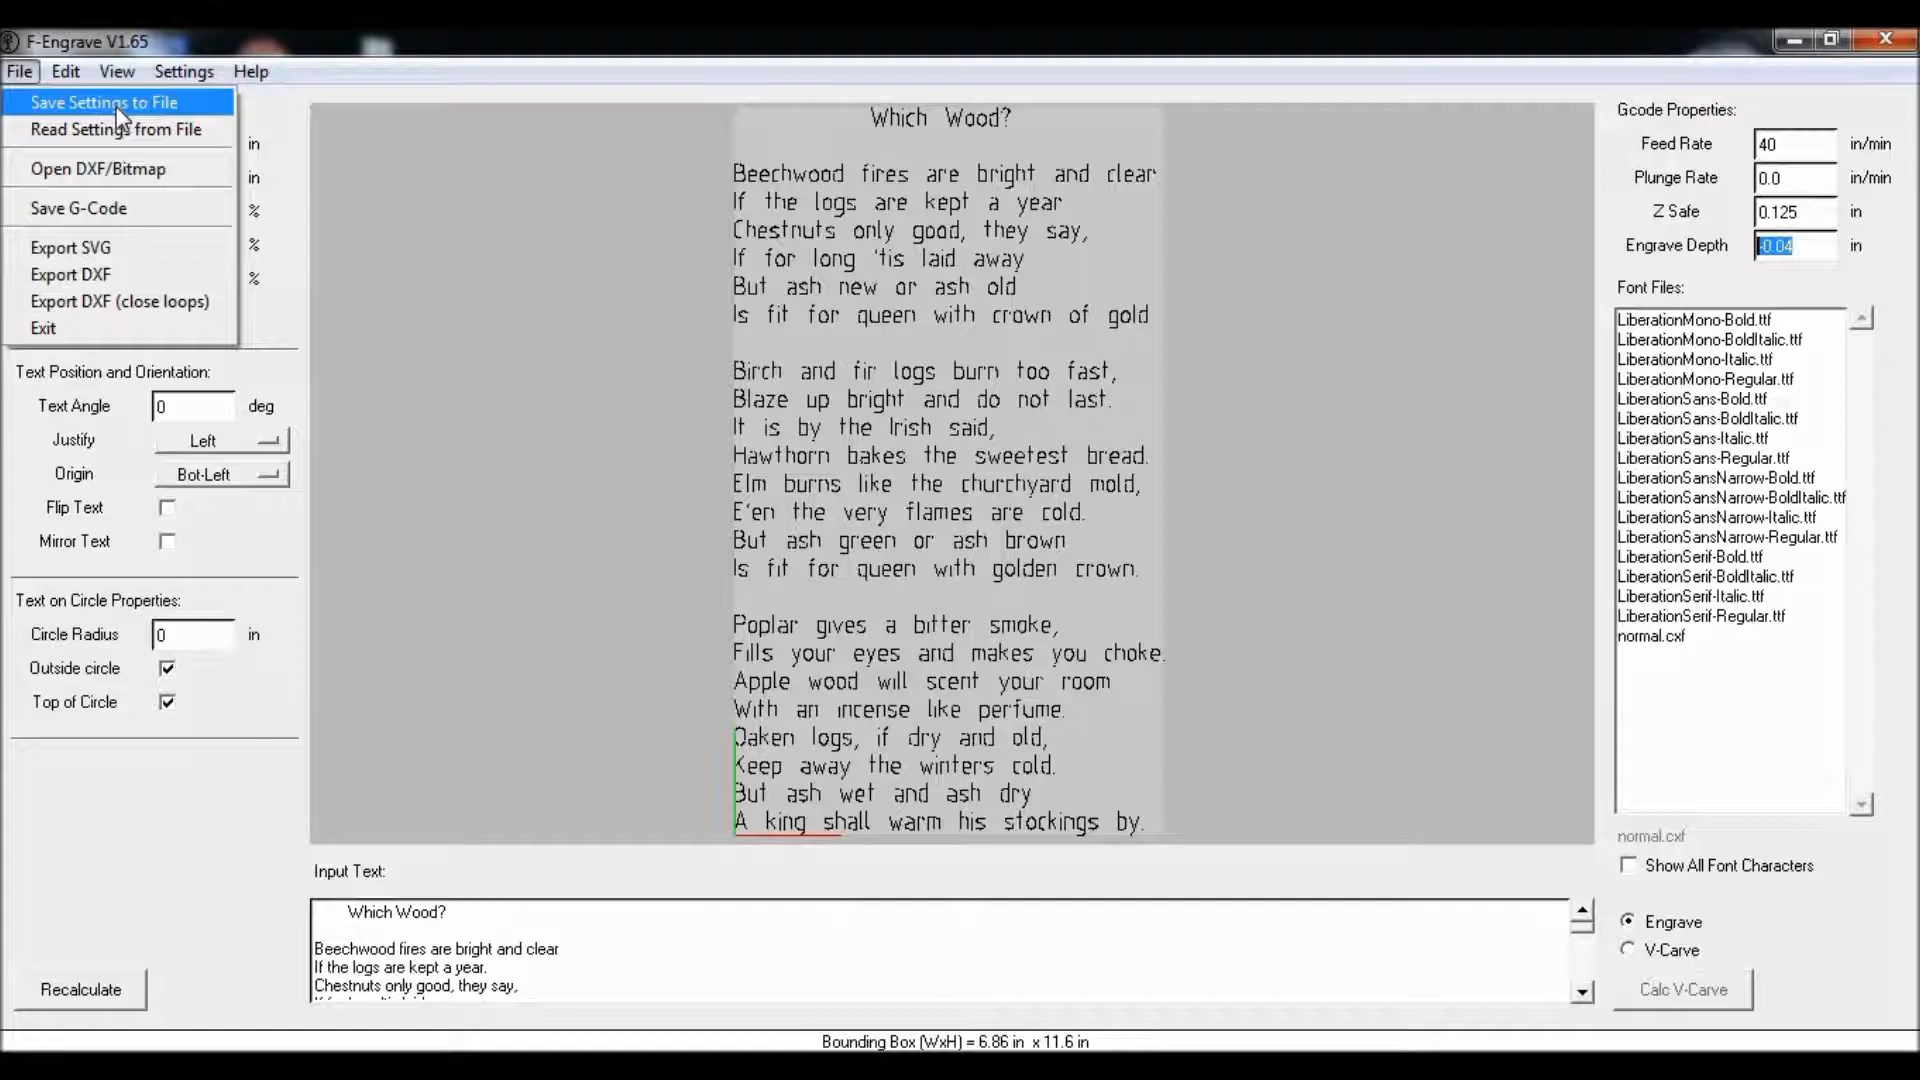 F-Engrave V1.65
File Edit View Settings Help
Save Settings to File
Read Settings from File
Open DXF/Bitmap
Save G-Code
Export SVG
Export DXF
Export DXF (close loops)
Exit
in
in
%
%
%
Text Position and Orientation:
Text Angle 0 deg
Justify Left
Origin Bot-Left
Flip Text
Mirror Text
Text on Circle Properties:
Circle Radius 0 in
Outside circle
Top of Circle
Recalculate
Which Wood?
Beechwood fires are bright and clear
If the logs are kept a year
Chestnuts only good, they say,
If for long 'tis laid away
But ash new or ash old
Is fit for queen with crown of gold
Birch and fir logs burn too fast,
Blaze up bright and do not last.
It is by the Irish said,
Hawthorn bakes the sweetest bread.
Elm burns like the churchyard mold,
E'en the very flames are cold.
But ash green or ash brown
Is fit for queen with golden crown.
Poplar gives a bitter smoke,
Fills your eyes and makes you choke.
Apple wood will scent your room
With an incense like perfume.
Oaken logs, if dry and old,
Keep away the winters cold.
But ash wet and ash dry
A king shall warm his stockings by.
Input Text:
Which Wood?
Beechwood fires are bright and clear
If the logs are kept a year.
Chestnuts only good, they say,
Gcode Properties:
Feed Rate 40 in/min
Plunge Rate 0.0 in/min
Z Safe 0.125 in
Engrave Depth -0.04 in
Font Files:
LiberationMono-Bold.ttf
LiberationMono-BoldItalic.ttf
LiberationMono-Italic.ttf
LiberationMono-Regular.ttf
LiberationSans-Bold.ttf
LiberationSans-BoldItalic.ttf
LiberationSans-Italic.ttf
LiberationSans-Regular.ttf
LiberationSansNarrow-Bold.ttf
LiberationSansNarrow-BoldItalic.ttf
LiberationSansNarrow-Italic.ttf
LiberationSansNarrow-Regular.ttf
LiberationSerif-Bold.ttf
LiberationSerif-BoldItalic.ttf
LiberationSerif-Italic.ttf
LiberationSerif-Regular.ttf
normal.cxf
normal.cxf
Show All Font Characters
Engrave
V-Carve
Calc V-Carve
Bounding Box (WxH) = 6.86 in x 11.6 in